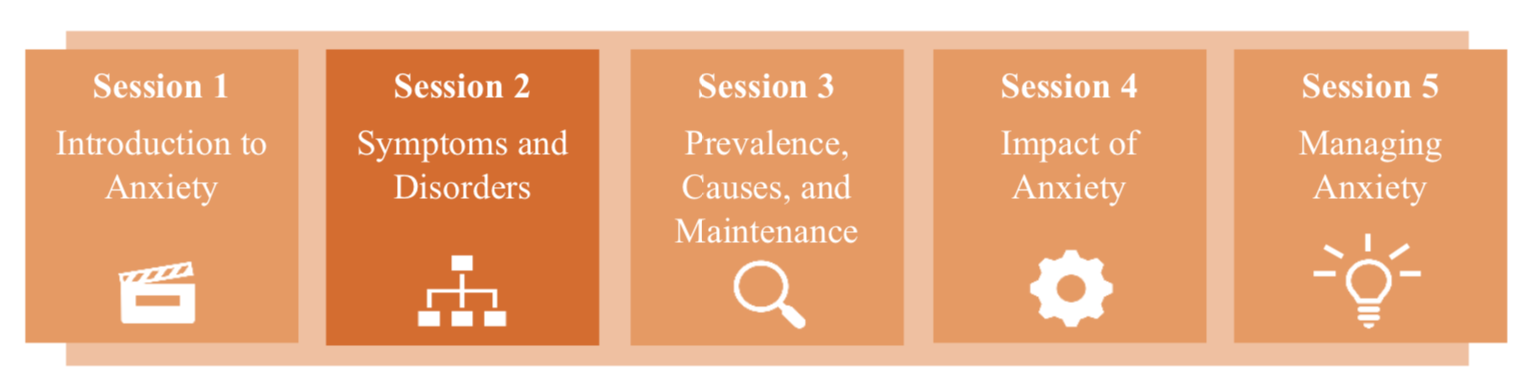 Session 1
Introduction to
Anxiety
Session 2
Symptoms and
Disorders
Session 3
Prevalence,
Causes, and
Maintenance
Session 4
Impact of
Anxiety
Session 5
Managing
Anxiety